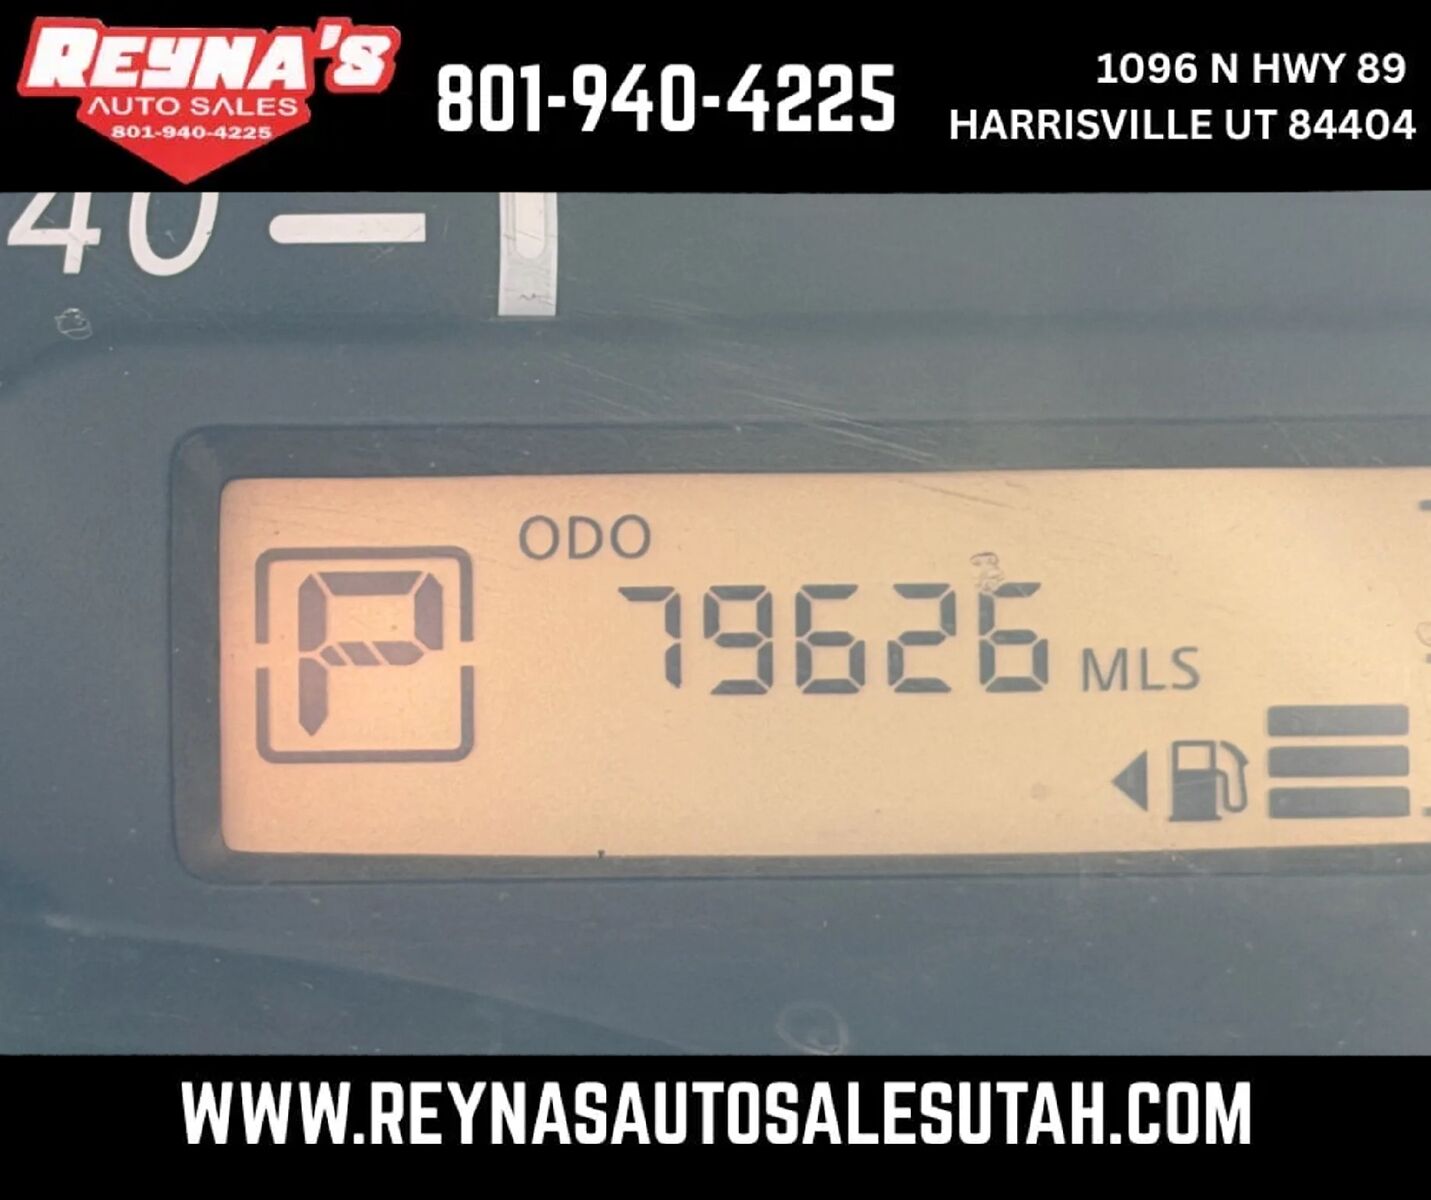 REYNA'S
AUTO SALES
801-940-4225
801-940-4225
1096 N HWY 89
HARRISVILLE UT 84404
40
ODO
P
79626 MLS
WWW.REYNASAUTOSALESUTAH.COM